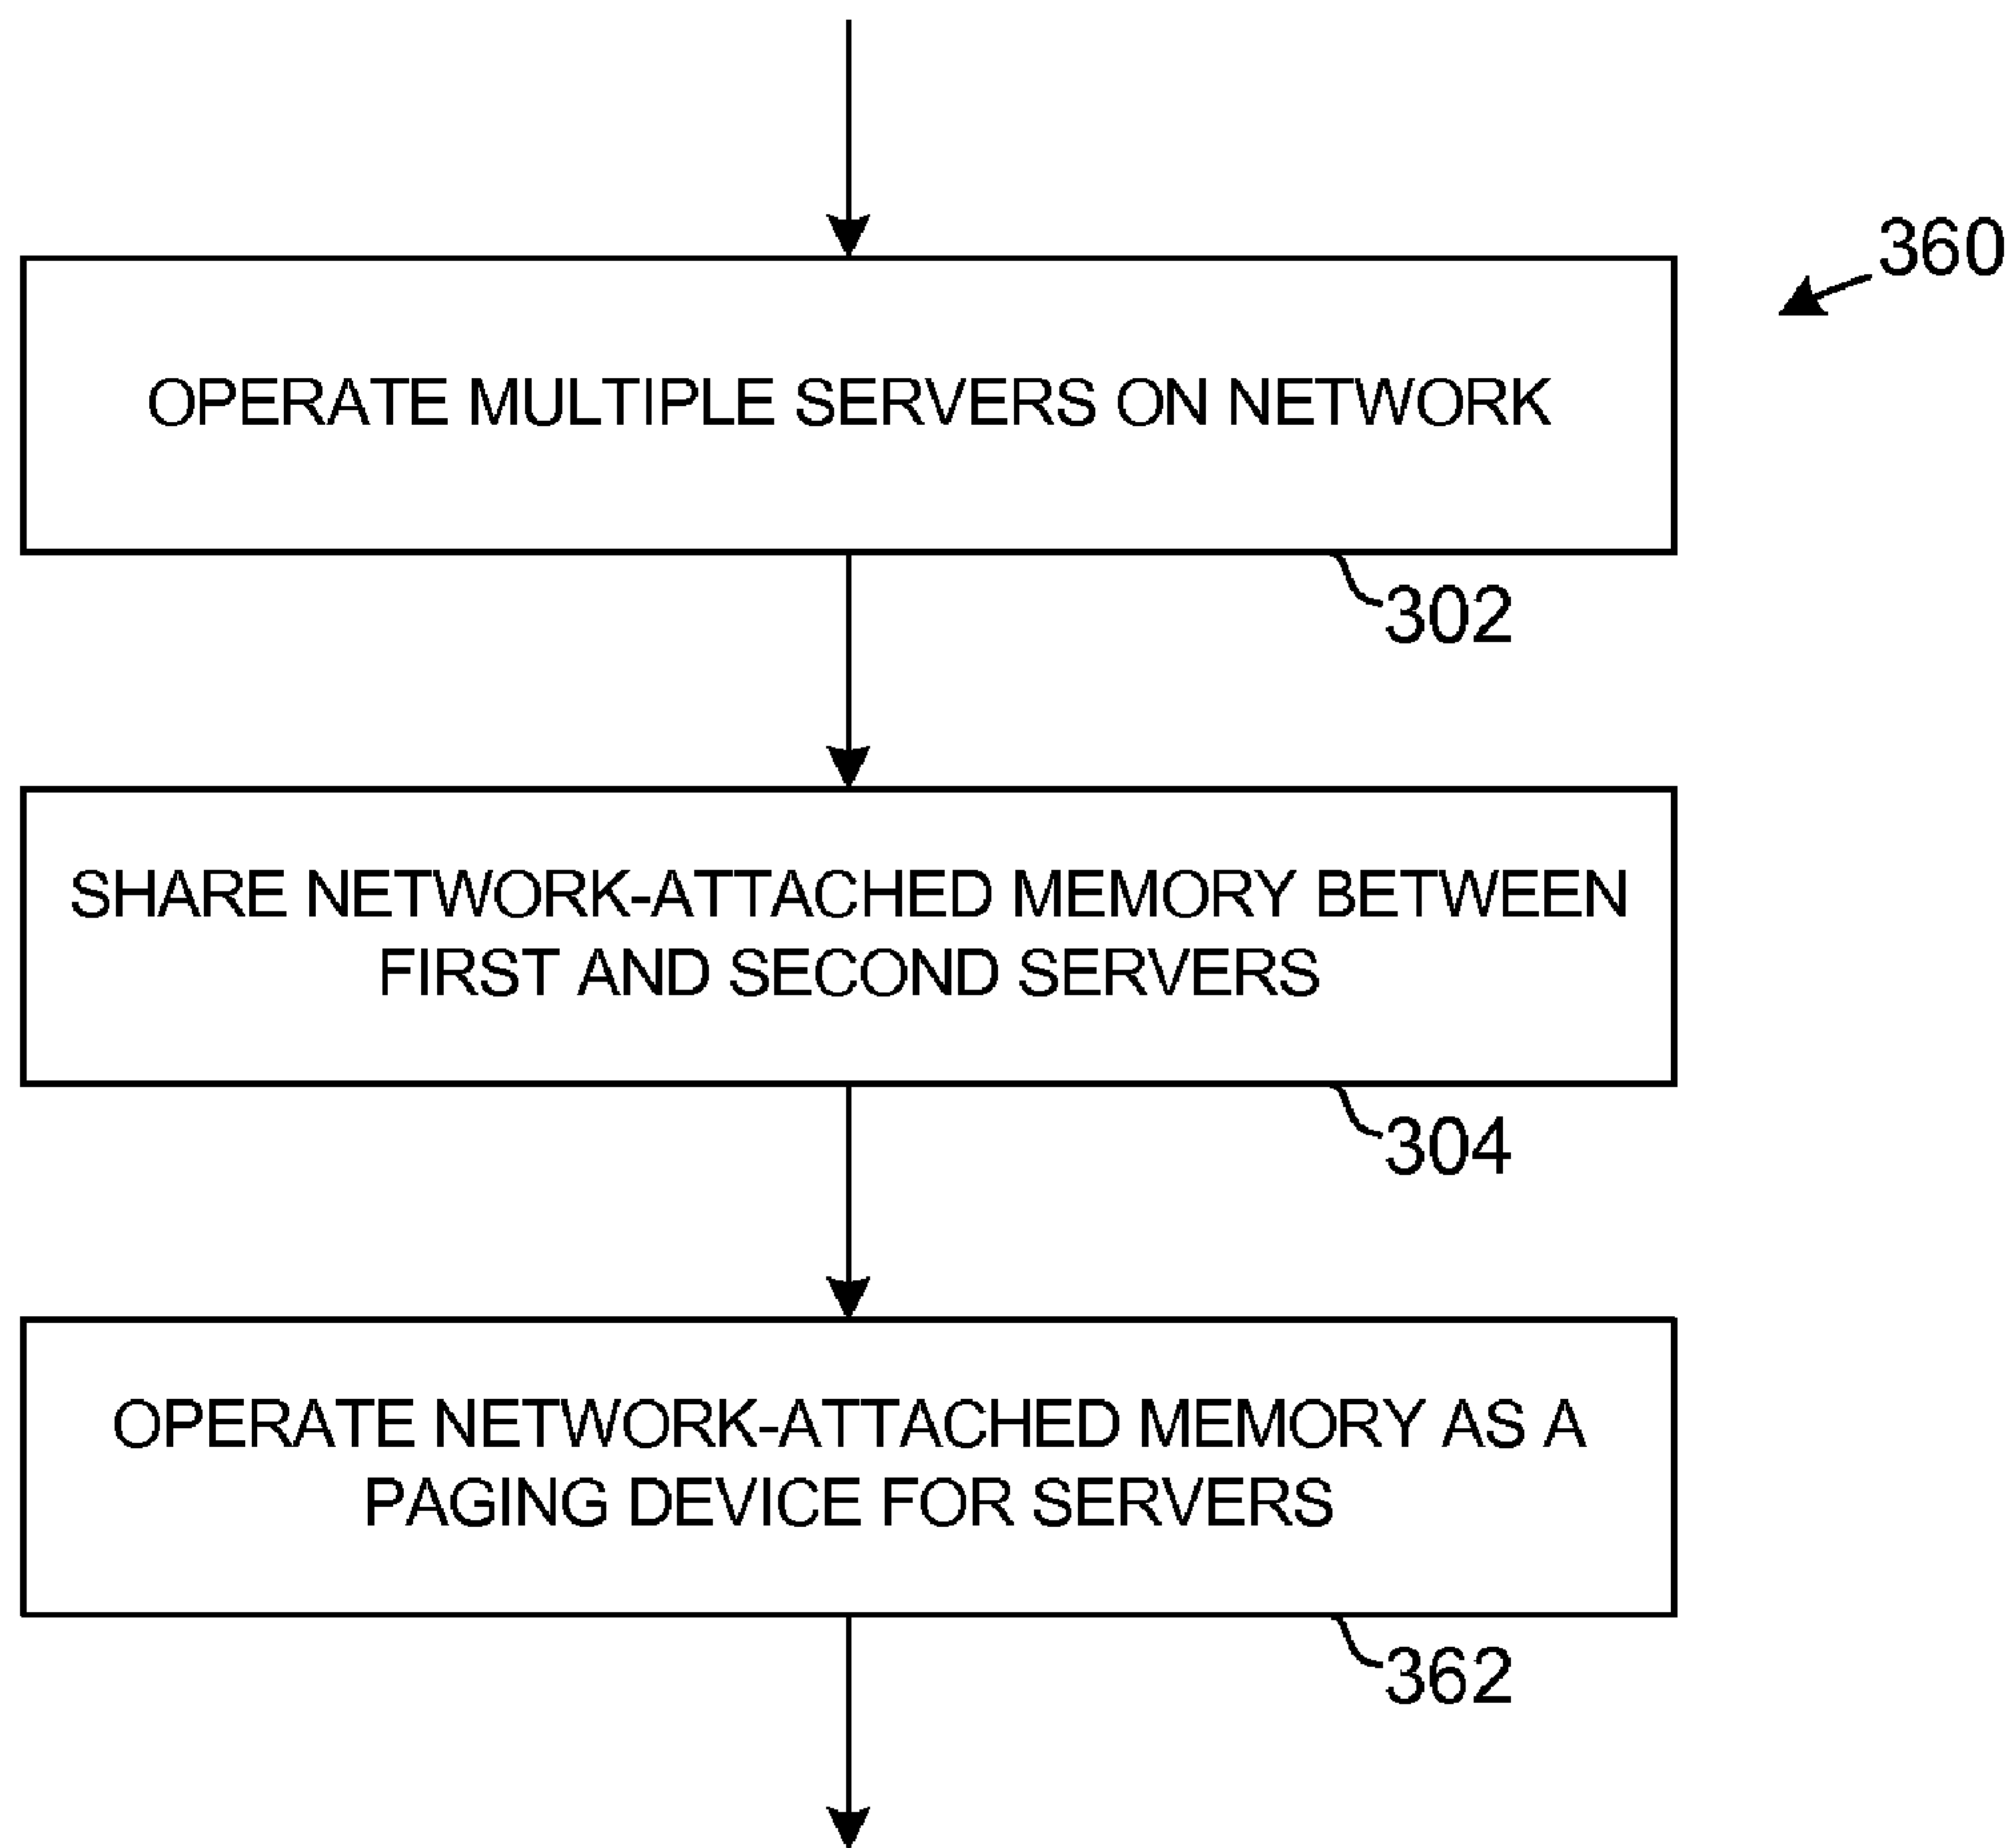 360
OPERATE MULTIPLE SERVERS ON NETWORK
302
SHARE NETWORK-ATTACHED MEMORY BETWEEN
FIRST AND SECOND SERVERS
304
OPERATE NETWORK-ATTACHED MEMORY AS A
PAGING DEVICE FOR SERVERS
362